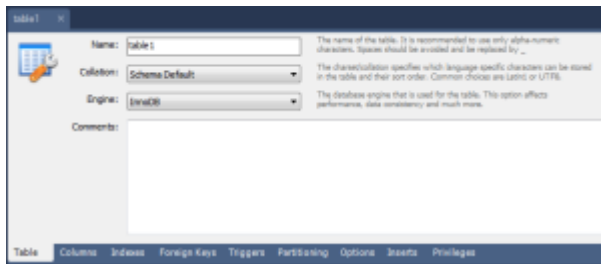 table1 ×
Name: table1
The name of the table. It is recommended to use only alpha-numeric
characters. Spaces should be avoided and be replaced by _
Collation: Schema Default
The charset/collation specifies which language specific characters can be stored
in the table and their sort order. Common choices are Latin1 or UTF8.
Engine: InnoDB
The database engine that is used for the table. This option affects
performance, data consistency and much more.
Comments:
Table Columns Indexes Foreign Keys Triggers Partitioning Options Inserts Privileges